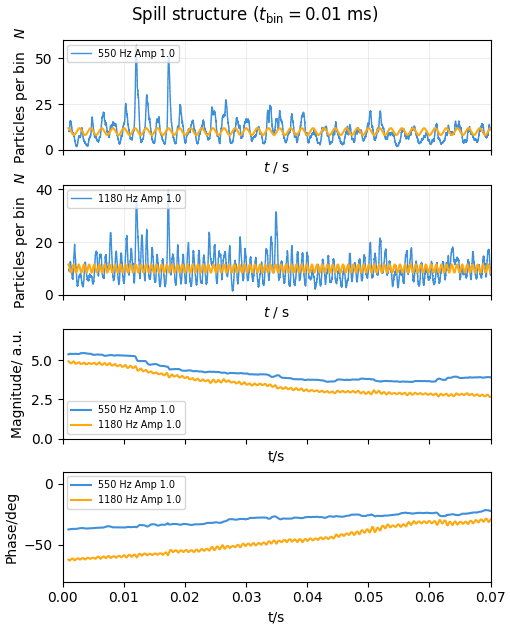 Spill structure (t_bin = 0.01 ms)
Particles per bin N
50
25
0
550 Hz Amp 1.0
t / s
Particles per bin N
40
20
0
1180 Hz Amp 1.0
t / s
Magnitude/ a.u.
5.0
2.5
0.0
550 Hz Amp 1.0
1180 Hz Amp 1.0
t/s
Phase/deg
0
−50
550 Hz Amp 1.0
1180 Hz Amp 1.0
0.00 0.01 0.02 0.03 0.04 0.05 0.06 0.07
t/s